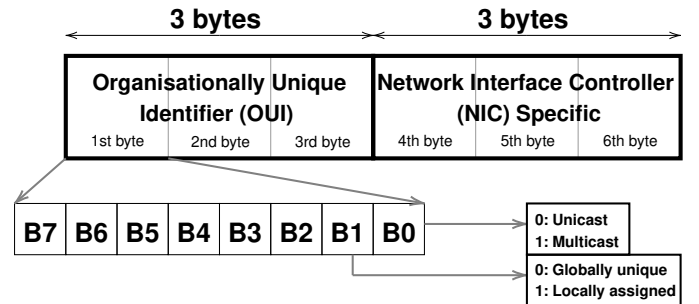 3 bytes 3 bytes
Organisationally Unique Network Interface Controller
Identifier (OUI) (NIC) Specific
1st byte 2nd byte 3rd byte 4th byte 5th byte 6th byte
B7 B6 B5 B4 B3 B2 B1 B0
0: Unicast
1: Multicast
0: Globally unique
1: Locally assigned